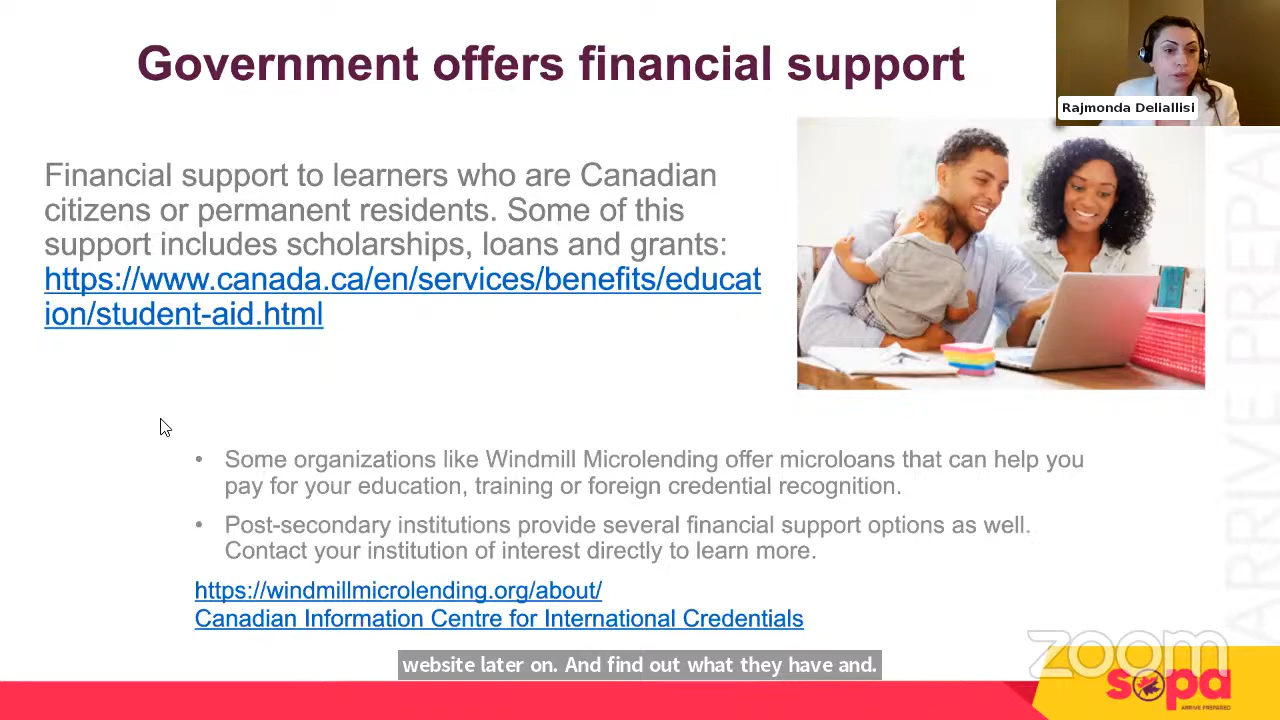 Government offers financial support
Rajmonda Deliallisi
Financial support to learners who are Canadian
citizens or permanent residents. Some of this
support includes scholarships, loans and grants:
https://www.canada.ca/en/services/benefits/educat
ion/student-aid.html
• Some organizations like Windmill Microlending offer microloans that can help you
pay for your education, training or foreign credential recognition.
• Post-secondary institutions provide several financial support options as well.
Contact your institution of interest directly to learn more.
https://windmillmicrolending.org/about/
Canadian Information Centre for International Credentials
website later on. And find out what they have and.
ARRIVE PREPA
zoom
sopa
ARRIVE PREPARED